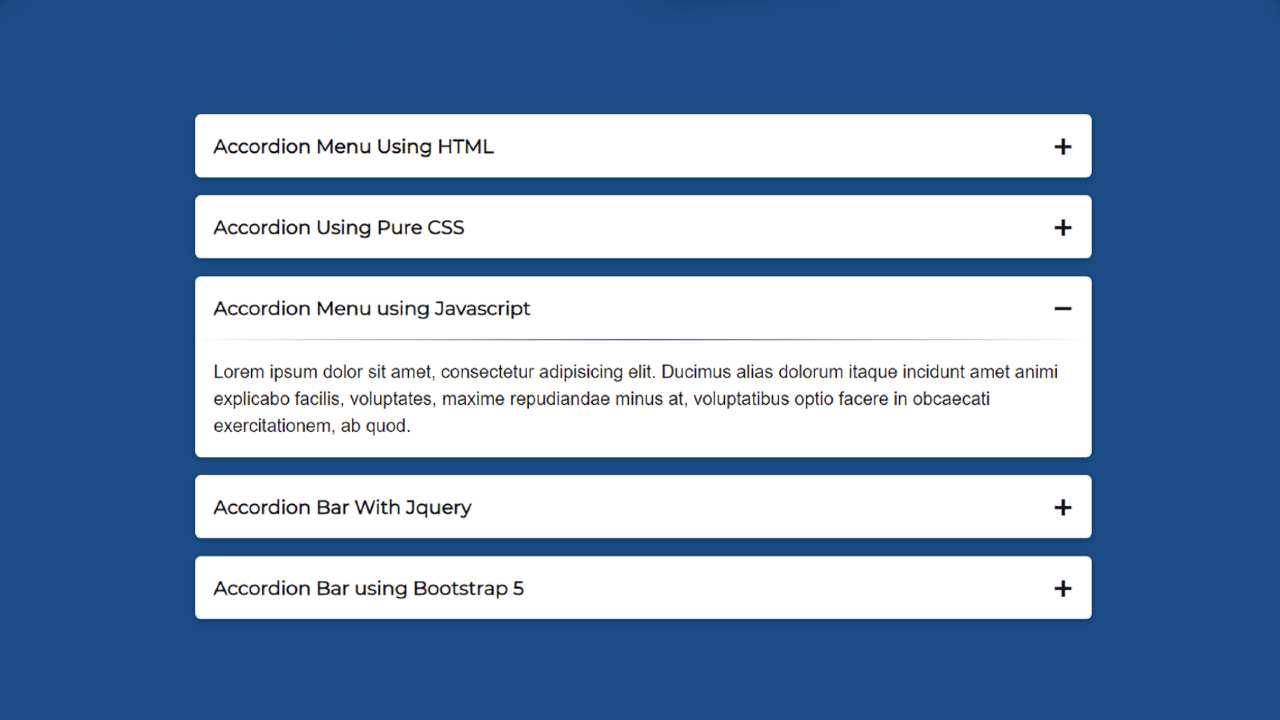 Accordion Menu Using HTML
Accordion Using Pure CSS
Accordion Menu using Javascript
Lorem ipsum dolor sit amet, consectetur adipisicing elit. Ducimus alias dolorum itaque incidunt amet animi
explicabo facilis, voluptates, maxime repudiandae minus at, voluptatibus optio facere in obcaecati
exercitationem, ab quod.
Accordion Bar With Jquery
Accordion Bar using Bootstrap 5